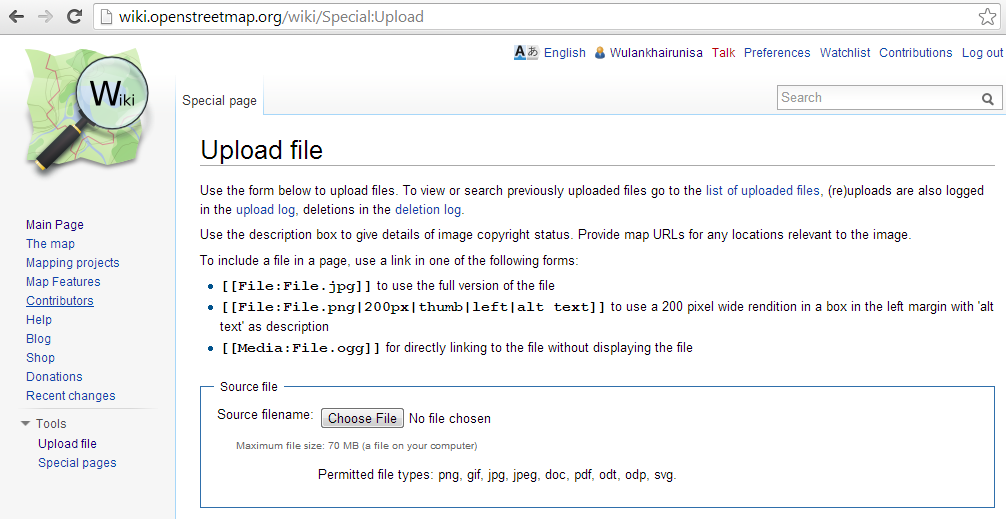 wiki.openstreetmap.org/wiki/Special:Upload
Aあ English Wulankhairunisa Talk Preferences Watchlist Contributions Log out
Wiki
Special page
Search
Upload file
Use the form below to upload files. To view or search previously uploaded files go to the list of uploaded files, (re)uploads are also logged
in the upload log, deletions in the deletion log.
Use the description box to give details of image copyright status. Provide map URLs for any locations relevant to the image.
To include a file in a page, use a link in one of the following forms:
[[File:File.jpg]] to use the full version of the file
[[File:File.png|200px|thumb|left|alt text]] to use a 200 pixel wide rendition in a box in the left margin with 'alt
text' as description
[[Media:File.ogg]] for directly linking to the file without displaying the file
Main Page
The map
Mapping projects
Map Features
Contributors
Help
Blog
Shop
Donations
Recent changes
Tools
Upload file
Special pages
Source file
Source filename: Choose File No file chosen
Maximum file size: 70 MB (a file on your computer)
Permitted file types: png, gif, jpg, jpeg, doc, pdf, odt, odp, svg.